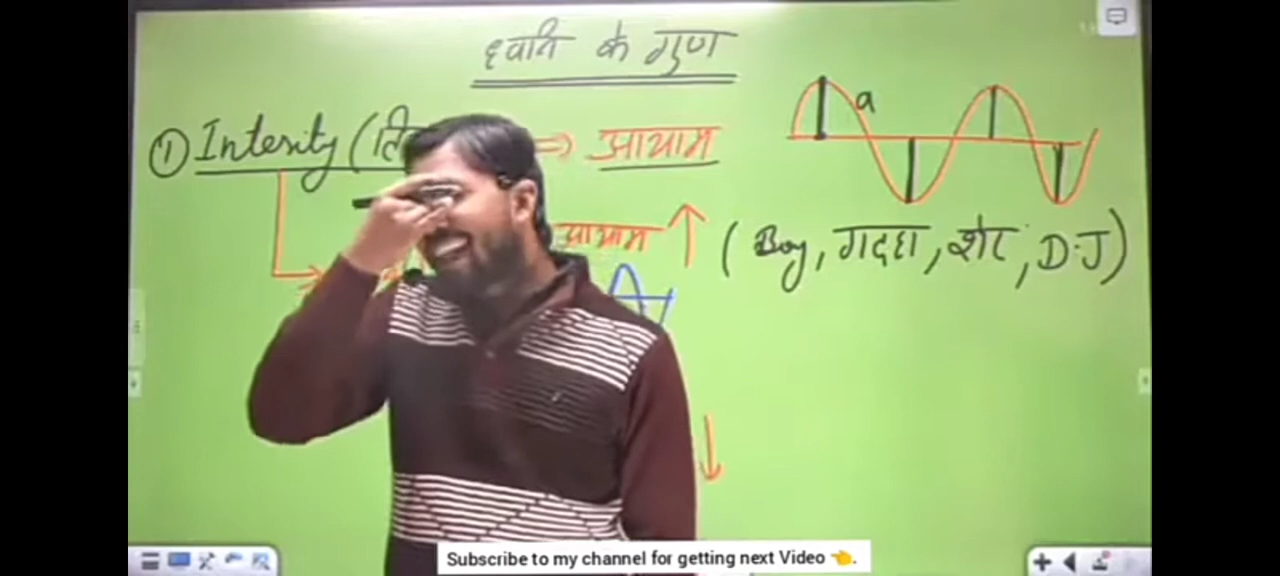 ध्वनि के गुण
① Intensity (ती ⇒ आयाम
a
आयाम ↑ (Boy, गदहा, शेर, D.J)
↓
Subscribe to my channel for getting next Video 👈.